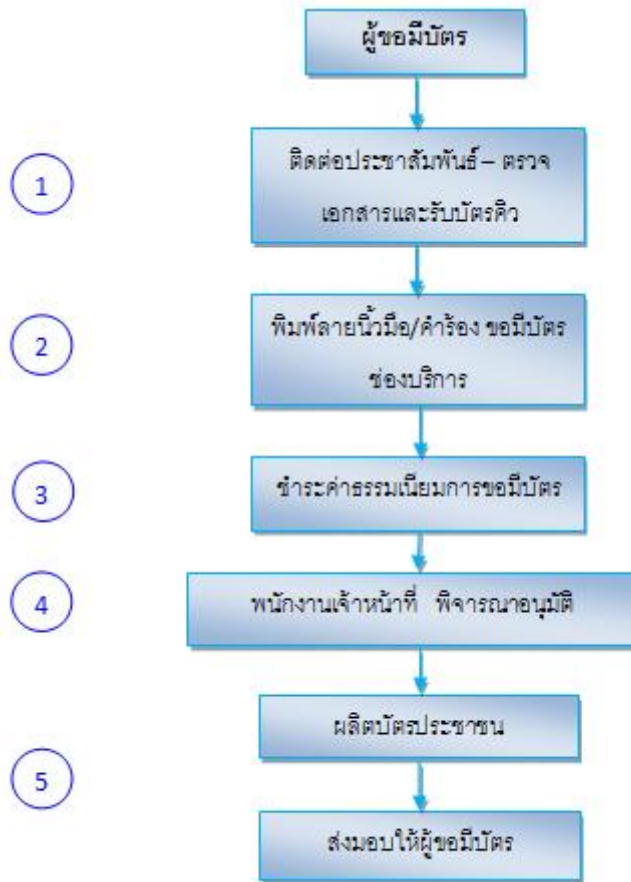 ผู้ขอมีบัตร
1
ติดต่อประชาสัมพันธ์ – ตรวจ
เอกสารและรับบัตรคิว
2
พิมพ์ลายนิ้วมือ/คำร้อง ขอมีบัตร
ช่องบริการ
3
ชำระค่าธรรมเนียมการขอมีบัตร
4
พนักงานเจ้าหน้าที่ พิจารณาอนุมัติ
5
ผลิตบัตรประชาชน
ส่งมอบให้ผู้ขอมีบัตร